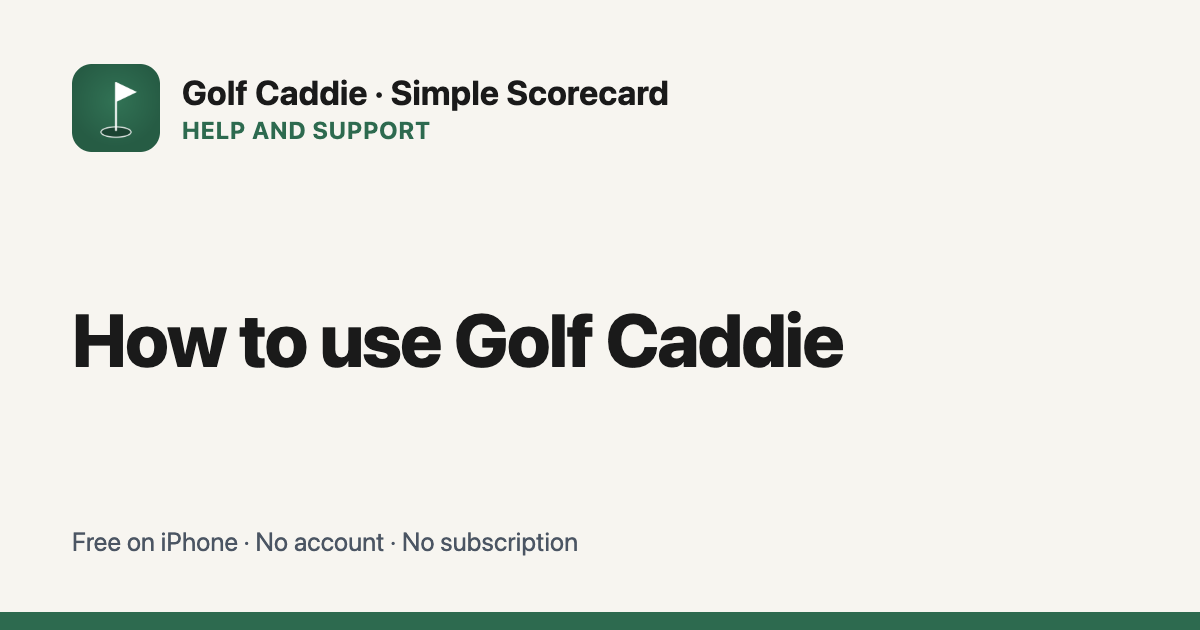 Golf Caddie · Simple Scorecard
HELP AND SUPPORT
How to use Golf Caddie
Free on iPhone · No account · No subscription